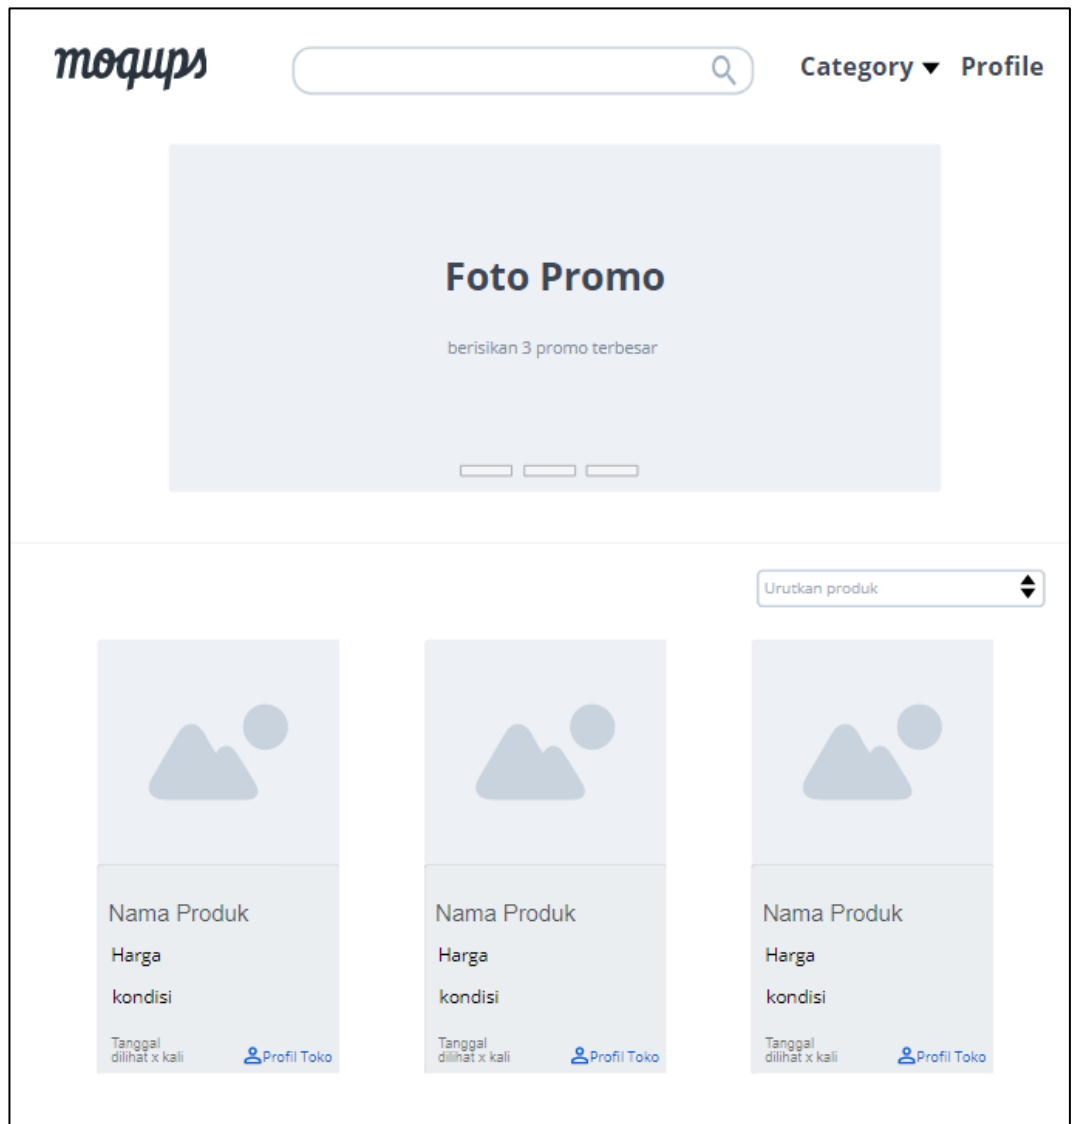 moqups
Category Profile
Foto Promo
berisikan 3 promo terbesar
Urutkan produk
Nama Produk
Harga
kondisi
Tanggal
dilihat x kali
Profil Toko
Nama Produk
Harga
kondisi
Tanggal
dilihat x kali
Profil Toko
Nama Produk
Harga
kondisi
Tanggal
dilihat x kali
Profil Toko